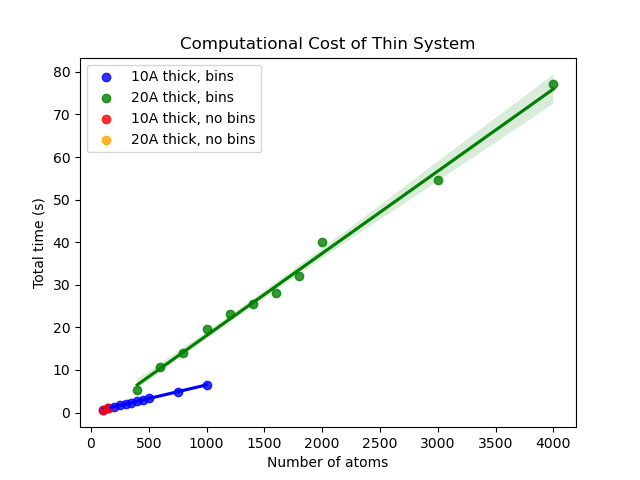 Computational Cost of Thin System
10A thick, bins
20A thick, bins
10A thick, no bins
20A thick, no bins
Total time (s)
80
70
60
50
40
30
20
10
0
0 500 1000 1500 2000 2500 3000 3500 4000
Number of atoms